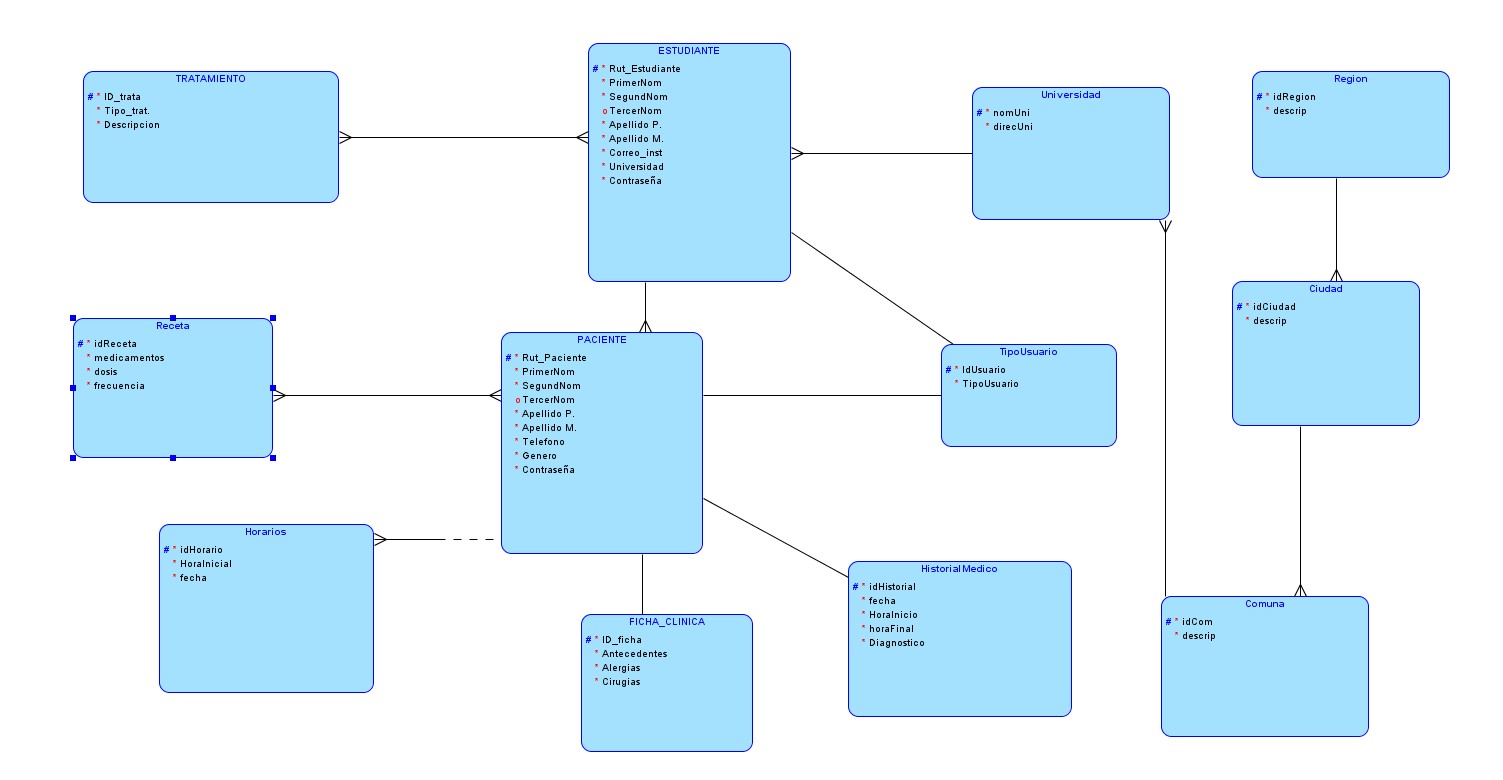 TRATAMIENTO
# * ID_trata
* Tipo_trat.
* Descripcion
ESTUDIANTE
# * Rut_Estudiante
* PrimerNom
* SegundNom
o TercerNom
* Apellido P.
* Apellido M.
* Correo_inst
* Universidad
* Contraseña
Universidad
# * nomUni
* direcUni
Region
# * idRegion
* descrip
Receta
# * idReceta
* medicamentos
* dosis
* frecuencia
PACIENTE
# * Rut_Paciente
* PrimerNom
* SegundNom
o TercerNom
* Apellido P.
* Apellido M.
* Telefono
* Genero
* Contraseña
TipoUsuario
# * IdUsuario
* TipoUsuario
Ciudad
# * idCiudad
* descrip
Horarios
# * idHorario
* HoraInicial
* fecha
FICHA_CLINICA
# * ID_ficha
* Antecedentes
* Alergias
* Cirugias
Historial Medico
# * idHistorial
* fecha
* HoraInicio
* horaFinal
* Diagnostico
Comuna
# * idCom
* descrip